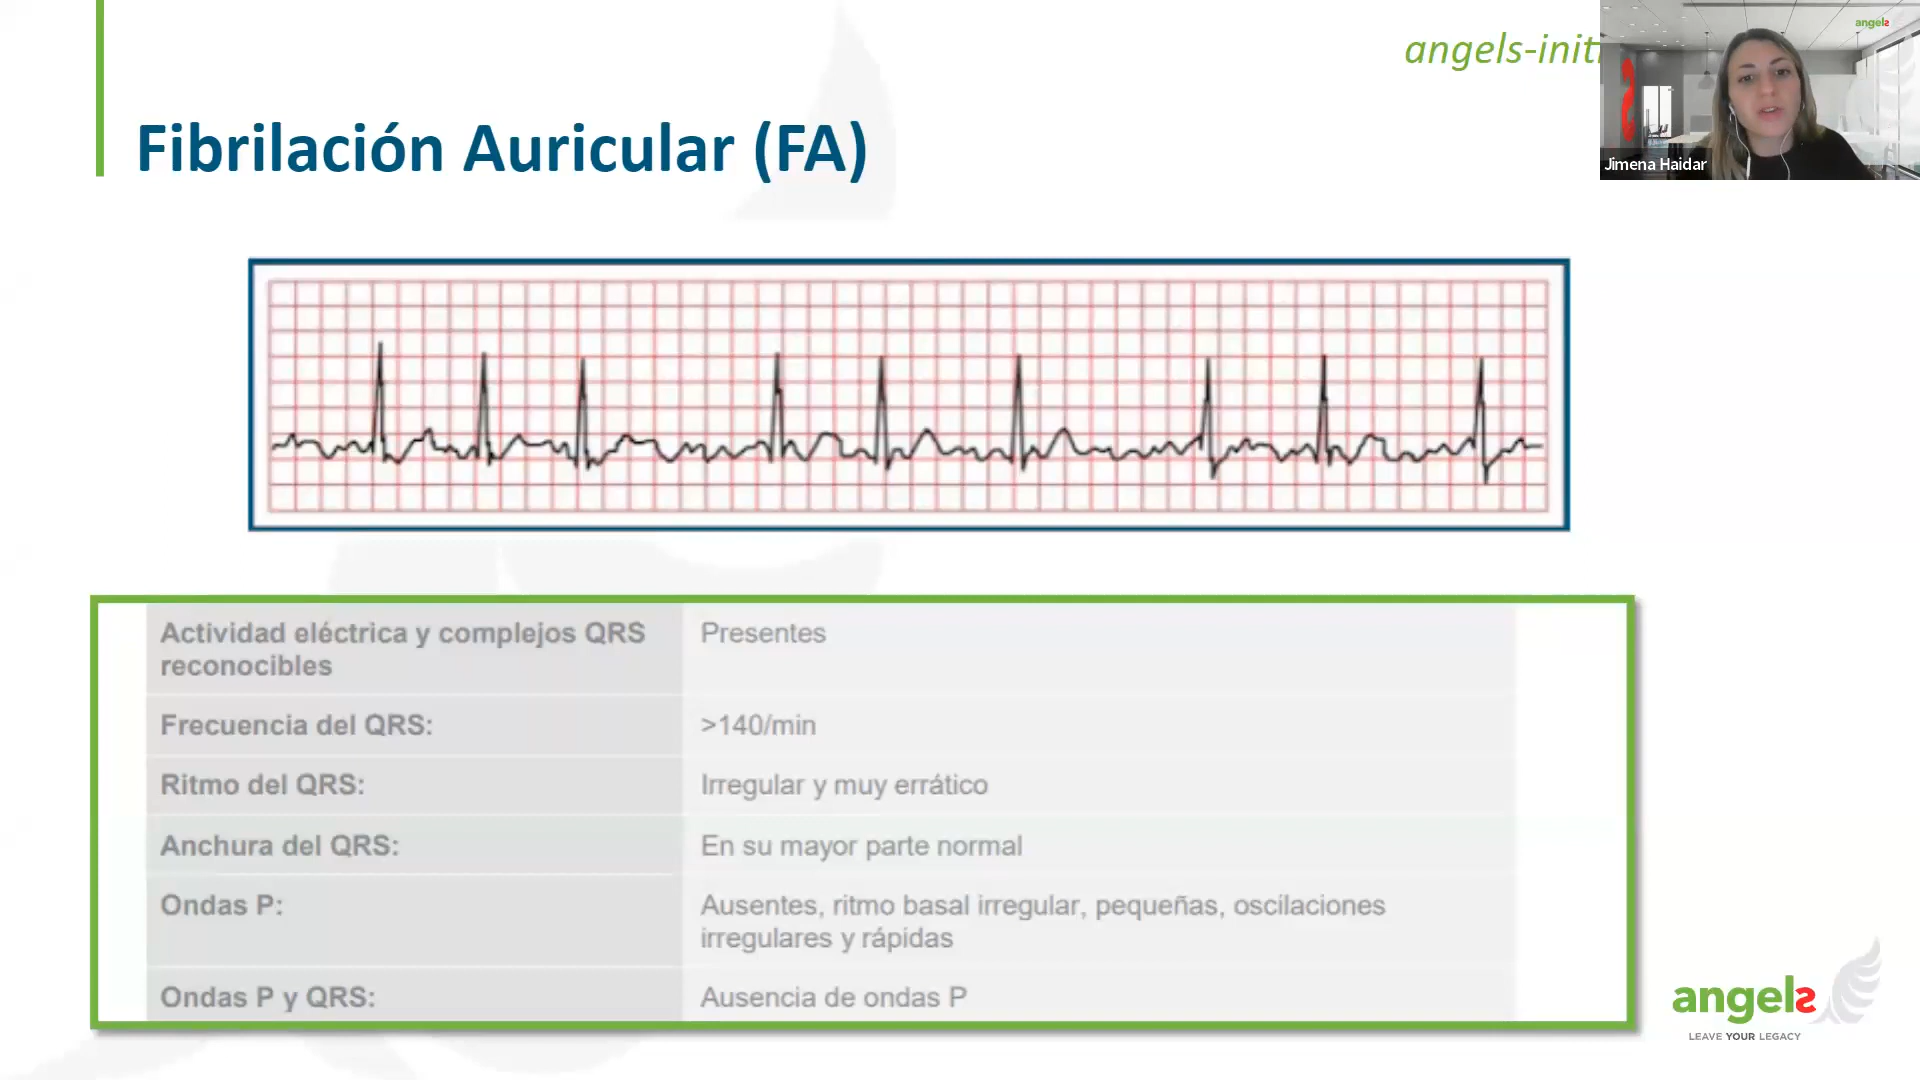 angels-init
angels
Jimena Haidar
Fibrilación Auricular (FA)
Actividad eléctrica y complejos QRS
reconocibles
Presentes
Frecuencia del QRS:
>140/min
Ritmo del QRS:
Irregular y muy errático
Anchura del QRS:
En su mayor parte normal
Ondas P:
Ausentes, ritmo basal irregular, pequeñas, oscilaciones
irregulares y rápidas
Ondas P y QRS:
Ausencia de ondas P
angels
LEAVE YOUR LEGACY